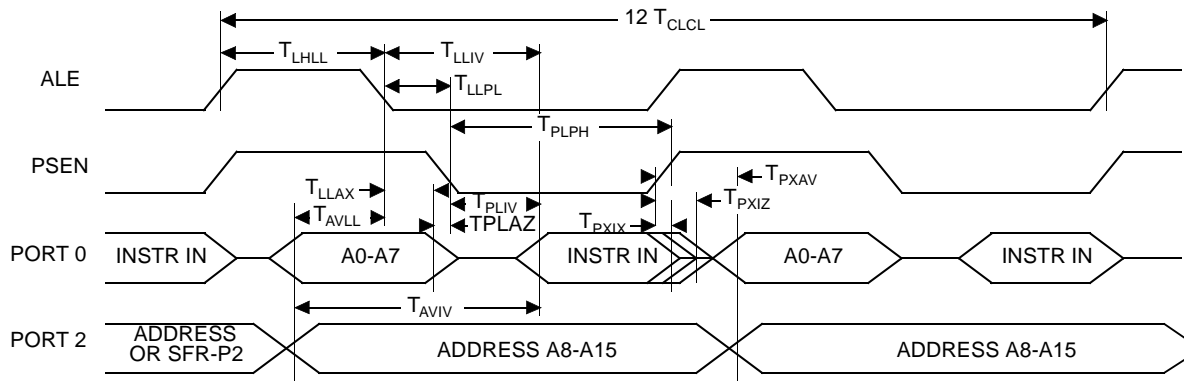 12 TCLCL
TLHLL TLLIV
ALE
TLLPL
TPLPH
PSEN
TLLAX TPXAV
TPLIV TPXIZ
TAVLL TPLAZ TPXIX
PORT 0 INSTR IN A0-A7 INSTR IN A0-A7 INSTR IN
TAVIV
PORT 2 ADDRESS OR SFR-P2 ADDRESS A8-A15 ADDRESS A8-A15